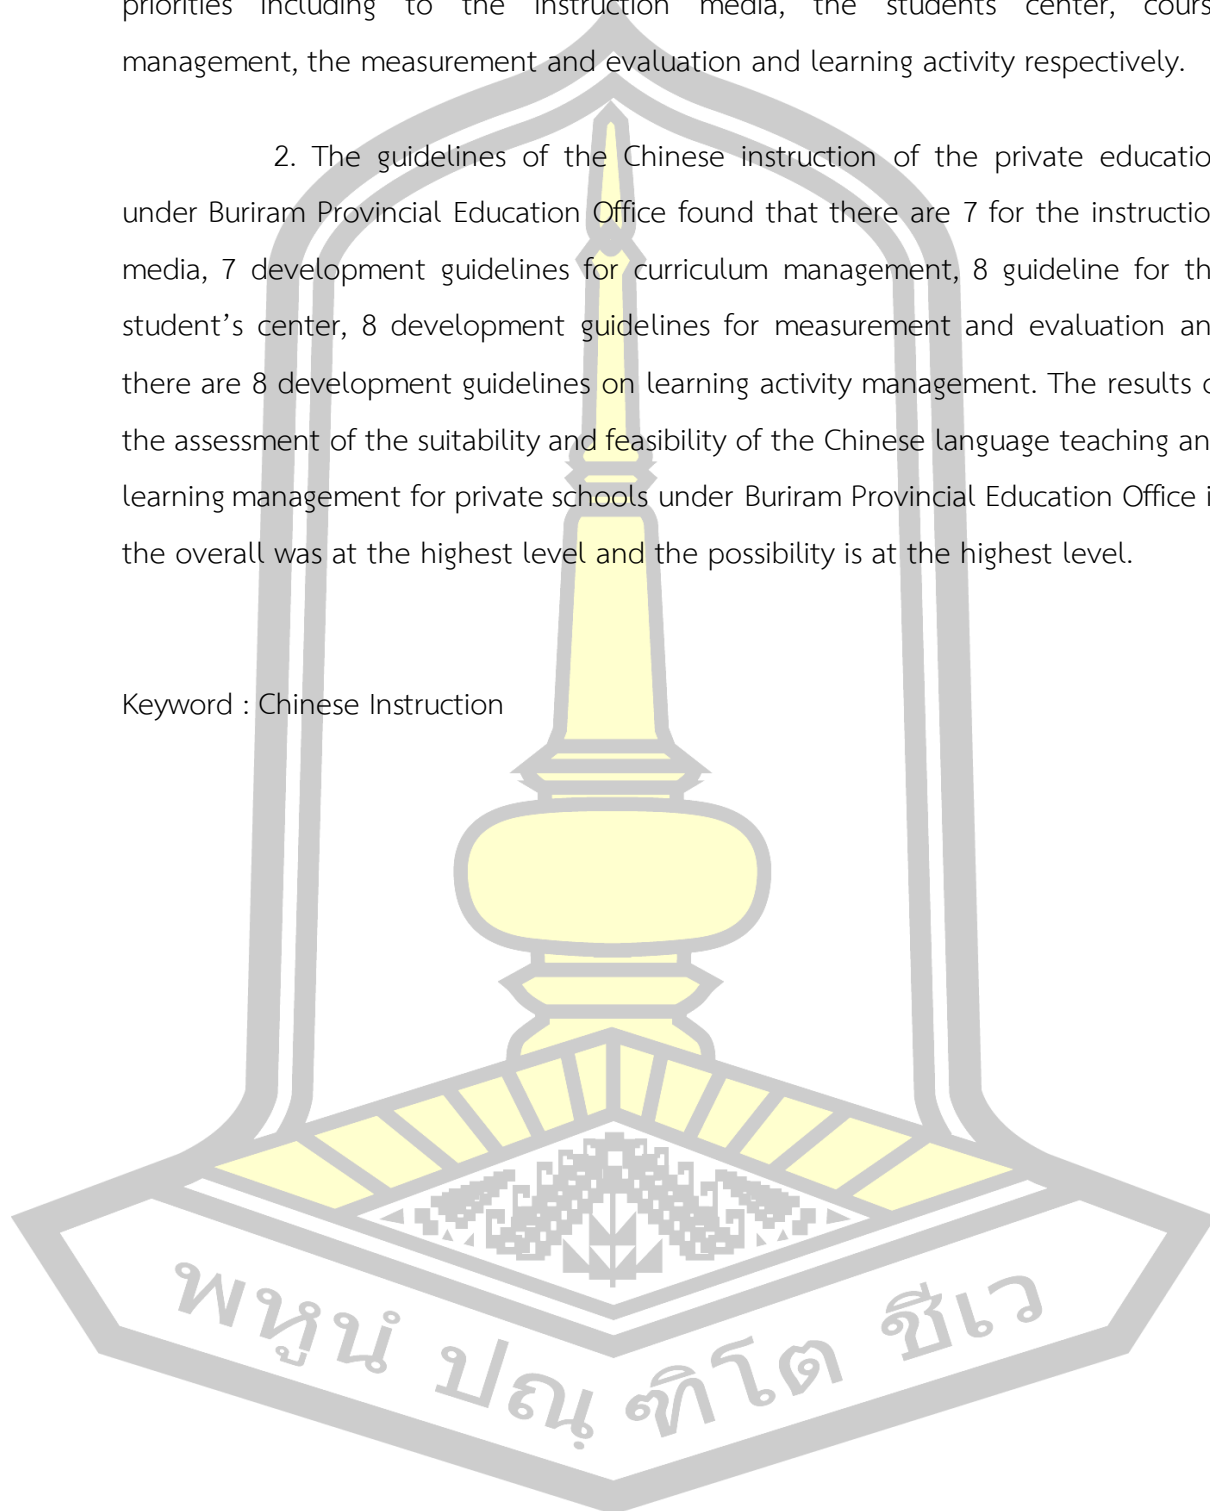 priorities including to the instruction media, the students center, cours
management, the measurement and evaluation and learning activity respectively.
2. The guidelines of the Chinese instruction of the private educatio
under Buriram Provincial Education Office found that there are 7 for the instructio
media, 7 development guidelines for curriculum management, 8 guideline for th
student’s center, 8 development guidelines for measurement and evaluation an
there are 8 development guidelines on learning activity management. The results o
the assessment of the suitability and feasibility of the Chinese language teaching an
learning management for private schools under Buriram Provincial Education Office i
the overall was at the highest level and the possibility is at the highest level.
Keyword : Chinese Instruction
พหูนํ ปณฺฑิโต ชีเว